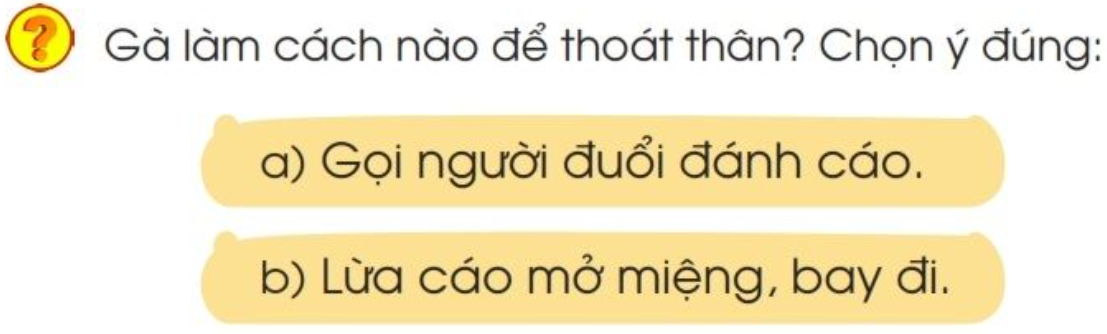 ?
Gà làm cách nào để thoát thân? Chọn ý đúng:
a) Gọi người đuổi đánh cáo.
b) Lừa cáo mở miệng, bay đi.